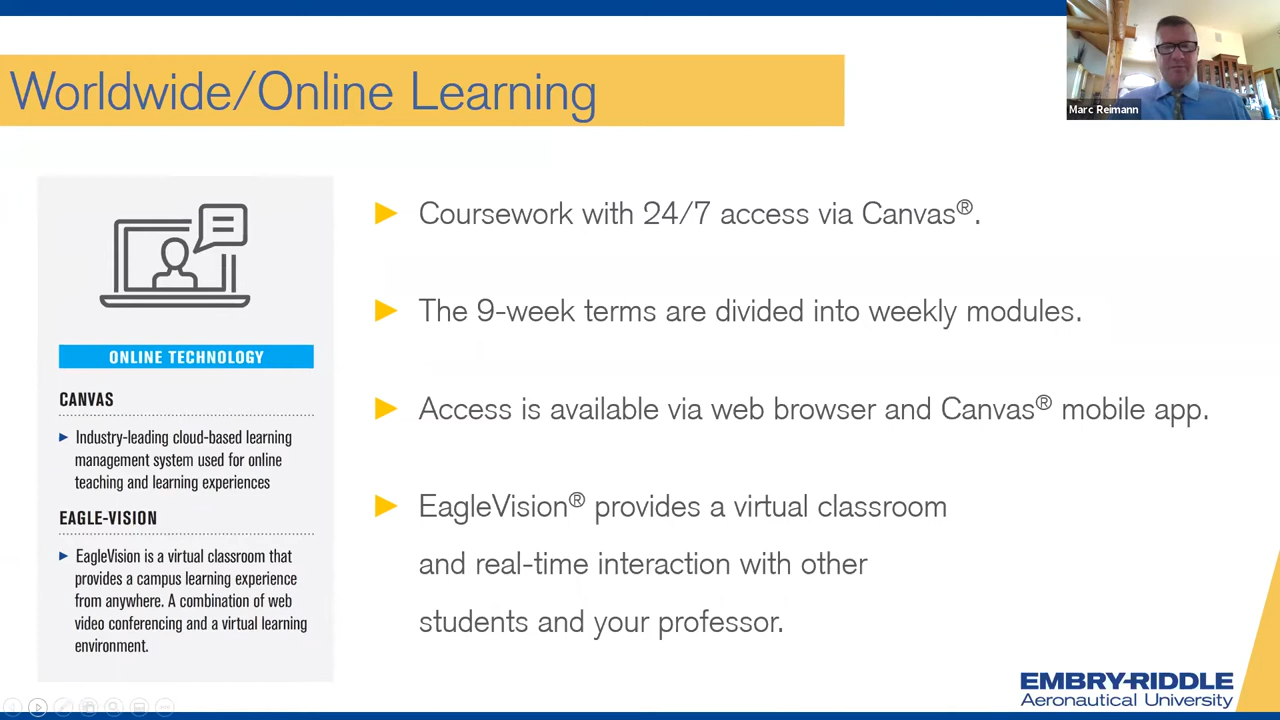 Worldwide/Online Learning
Marc Reimann
Coursework with 24/7 access via Canvas®.
The 9-week terms are divided into weekly modules.
Access is available via web browser and Canvas® mobile app.
EagleVision® provides a virtual classroom
and real-time interaction with other
students and your professor.
ONLINE TECHNOLOGY
CANVAS
Industry-leading cloud-based learning
management system used for online
teaching and learning experiences
EAGLE-VISION
EagleVision is a virtual classroom that
provides a campus learning experience
from anywhere. A combination of web
video conferencing and a virtual learning
environment.
EMBRY-RIDDLE
Aeronautical University